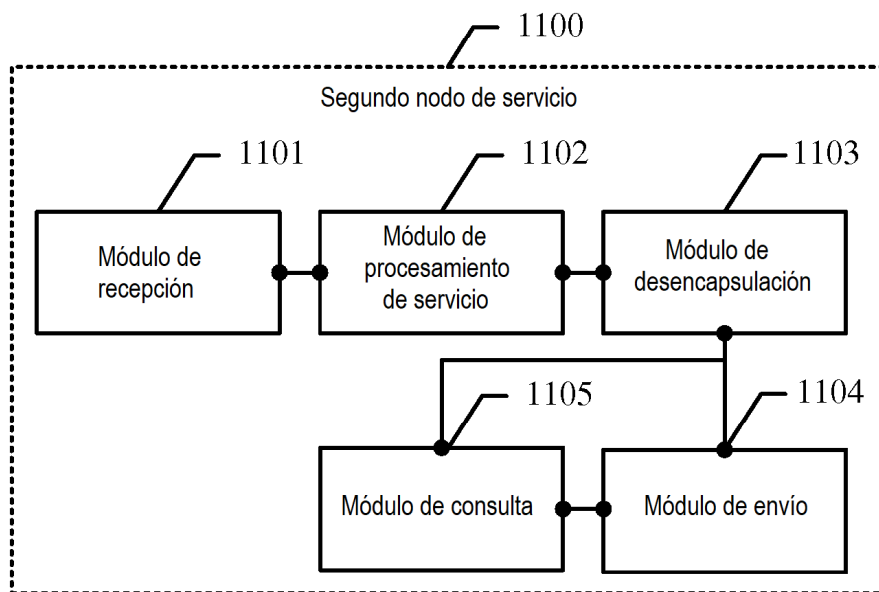 1100
Segundo nodo de servicio
1101
1102
1103
Módulo de
recepción
Módulo de
procesamiento
de servicio
Módulo de
desencapsulación
1105
1104
Módulo de consulta
Módulo de envío